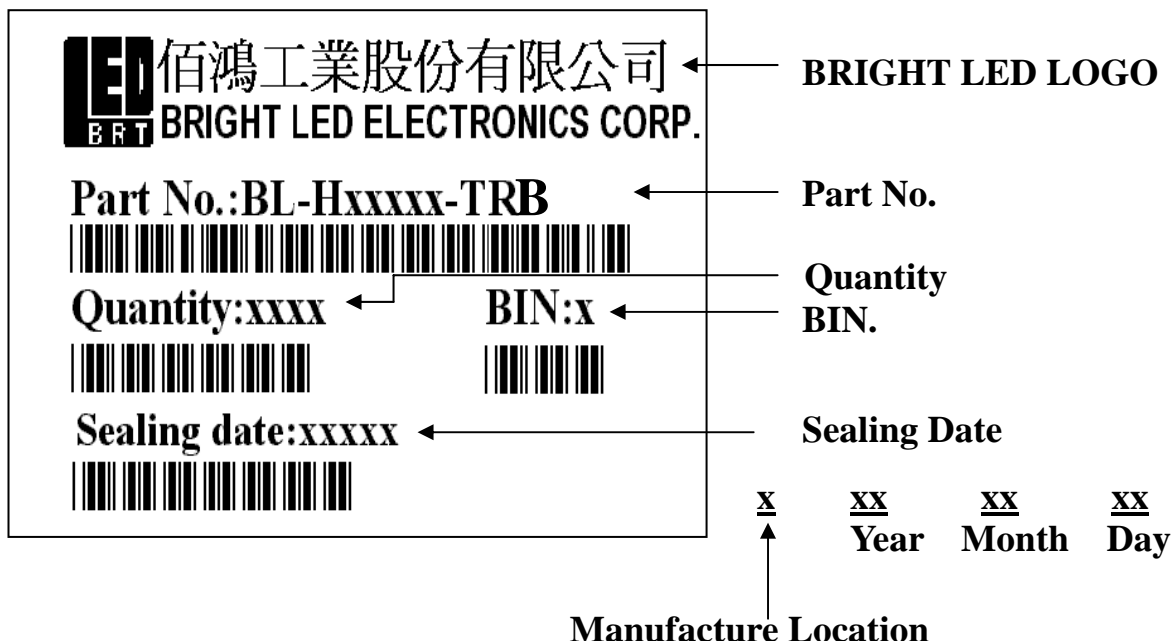 LED 佰鴻工業股份有限公司 BRIGHT LED LOGO
BRT BRIGHT LED ELECTRONICS CORP.
Part No.:BL-Hxxxxx-TRB Part No.
Quantity
Quantity:xxxx BIN:x BIN.
Sealing date:xxxxx Sealing Date
x xx xx xx
Year Month Day
Manufacture Location